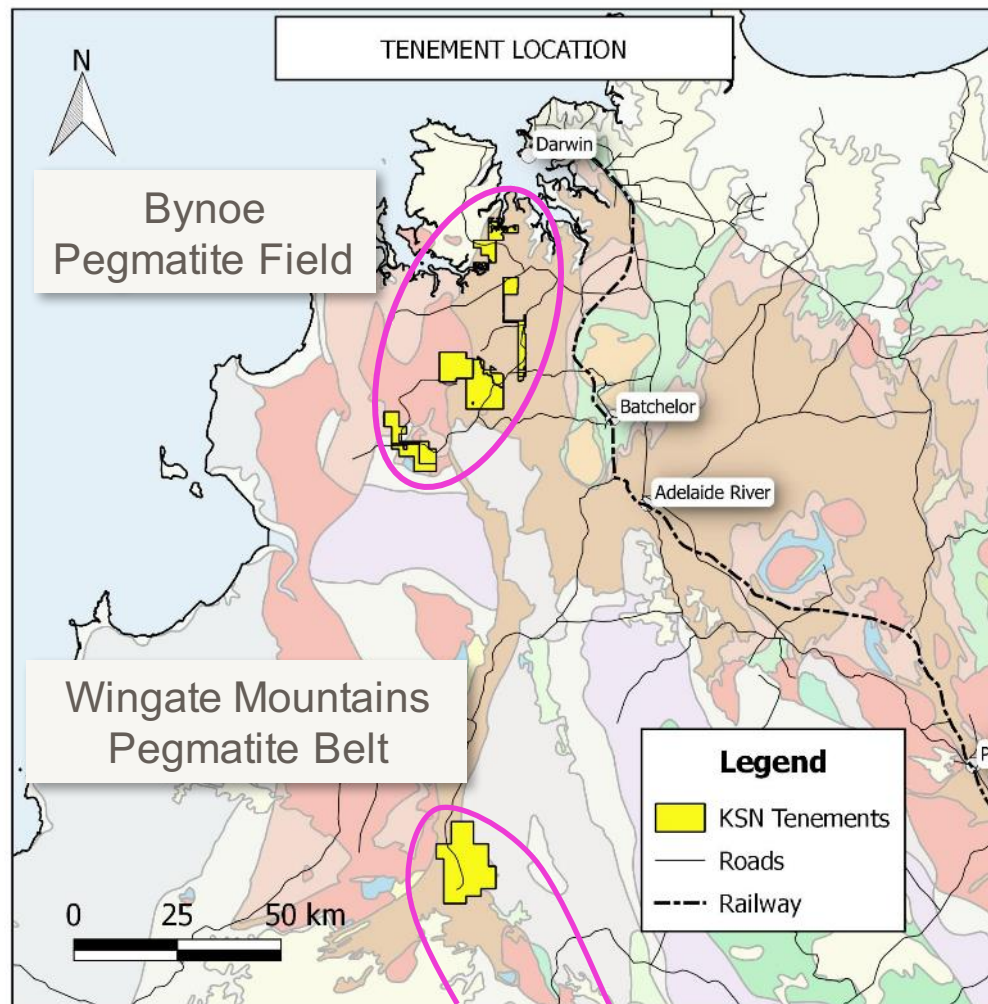 TENEMENT LOCATION
N
Darwin
Bynoe
Pegmatite Field
Batchelor
Adelaide River
Wingate Mountains
Pegmatite Belt
P
Legend
KSN Tenements
Roads
Railway
0 25 50 km